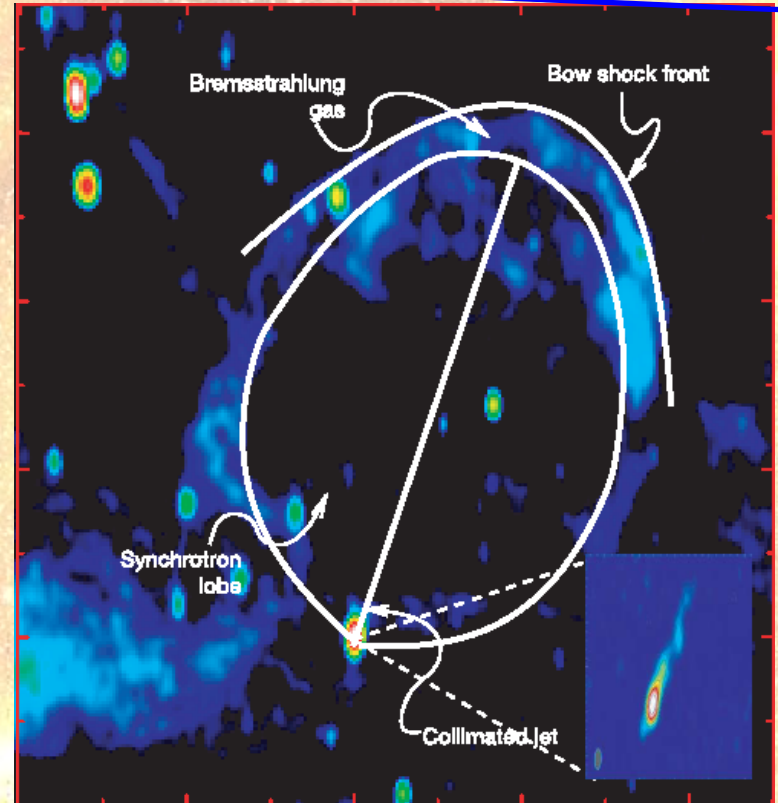 Bremsstrahlung
gas
Bow shock front
Synchrotron
lobe
Collimated jet